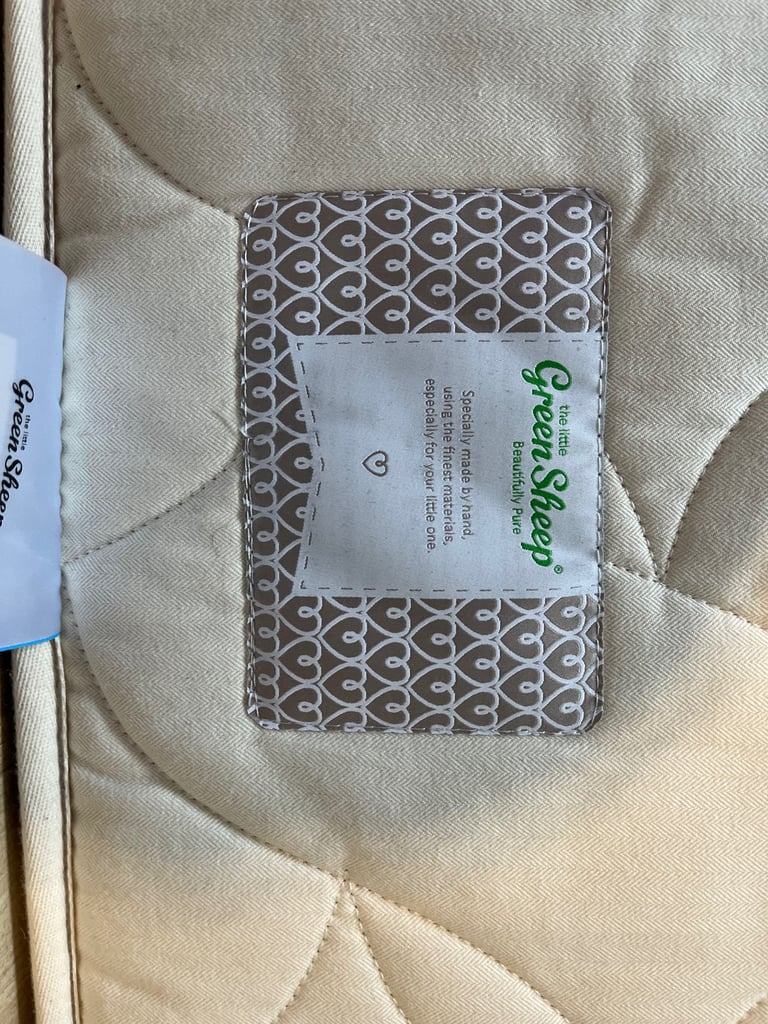 the little
Green Sheep®
Beautifully Pure
Specially made by hand,
using the finest materials,
especially for your little one.
the little
Green Sheep